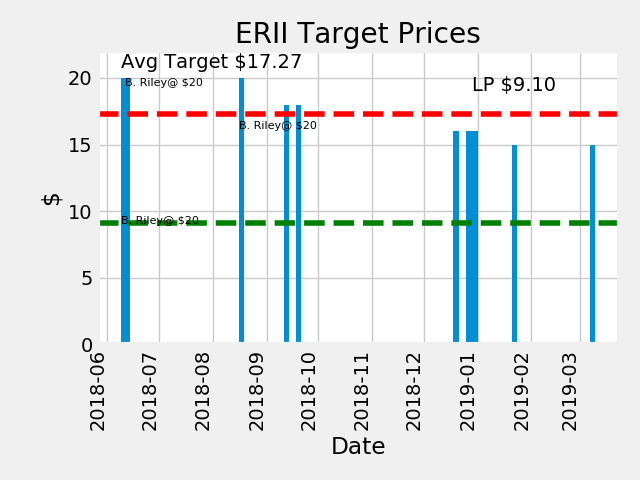 ERII Target Prices
Avg Target $17.27
B. Riley@ $20
LP $9.10
B. Riley@ $20
B. Riley@ $20
$
20
15
10
5
0
2018-06
2018-07
2018-08
2018-09
2018-10
2018-11
2018-12
2019-01
2019-02
2019-03
Date